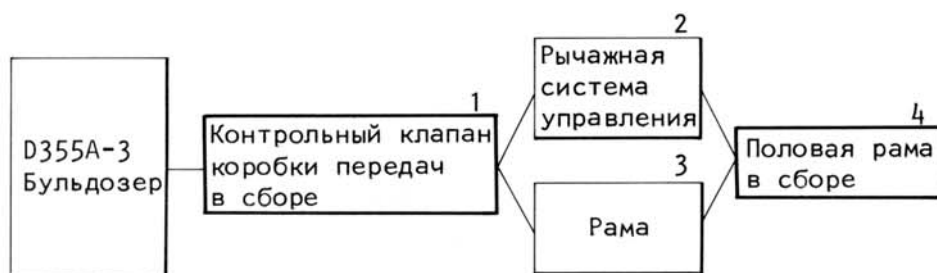 D355A-3
Бульдозер
1
Контрольный клапан
коробки передач
в сборе
2
Рычажная
система
управления
3
Рама
4
Половая рама
в сборе